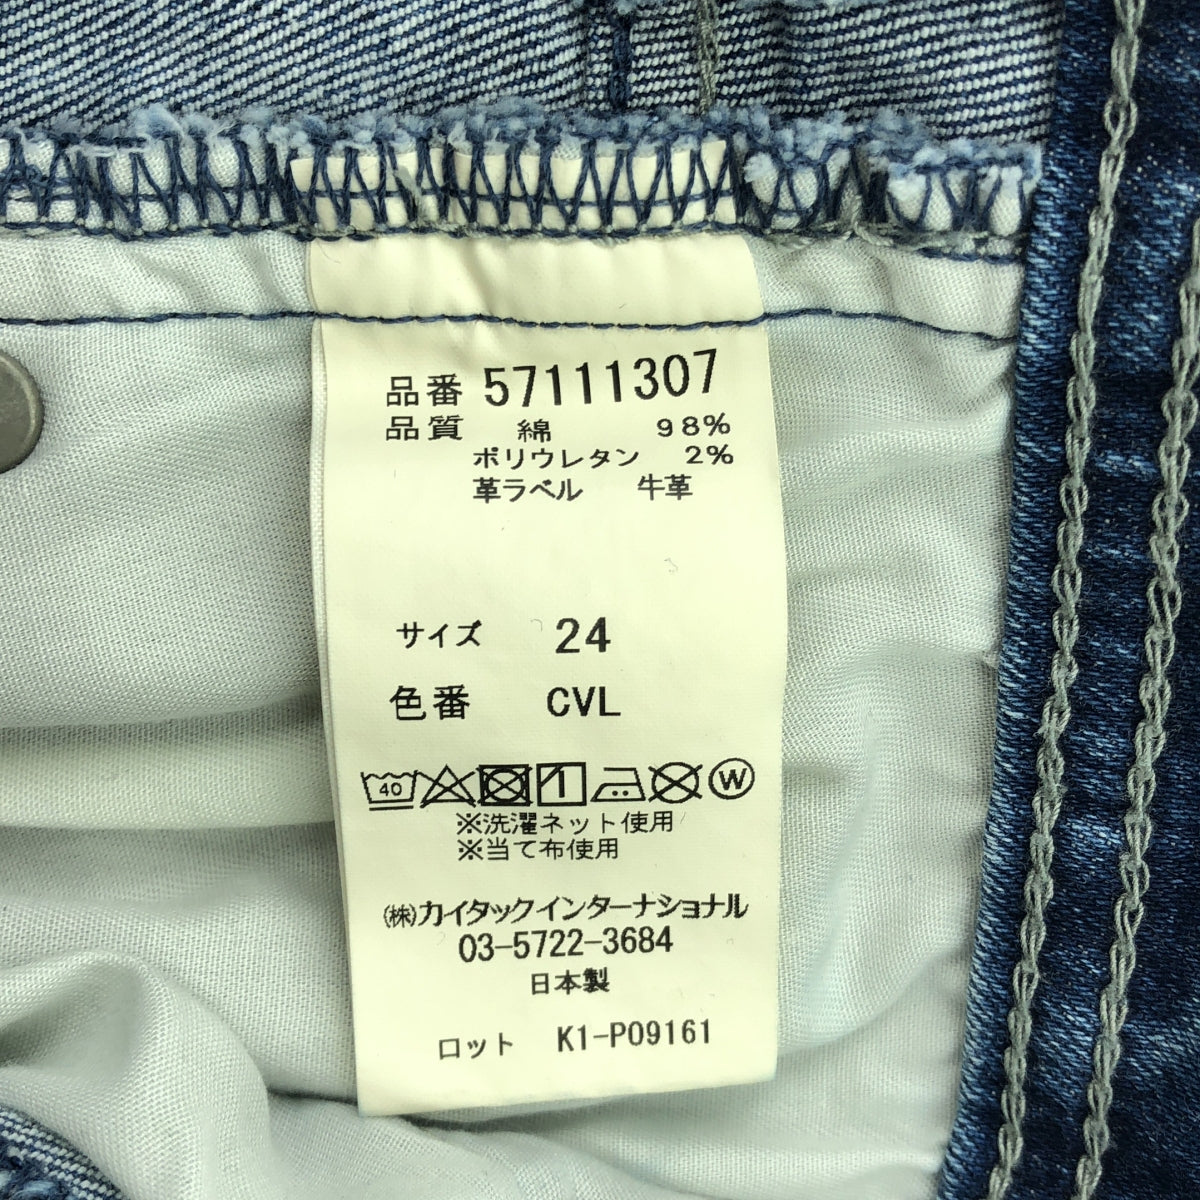 品番 57111307
品質 綿 98%
ポリウレタン 2%
革ラベル 牛革
サイズ 24
色番 CVL
40 W
※洗濯ネット使用
※当て布使用
(株)カイタックインターナショナル
03-5722-3684
日本製
ロット K1-P09161